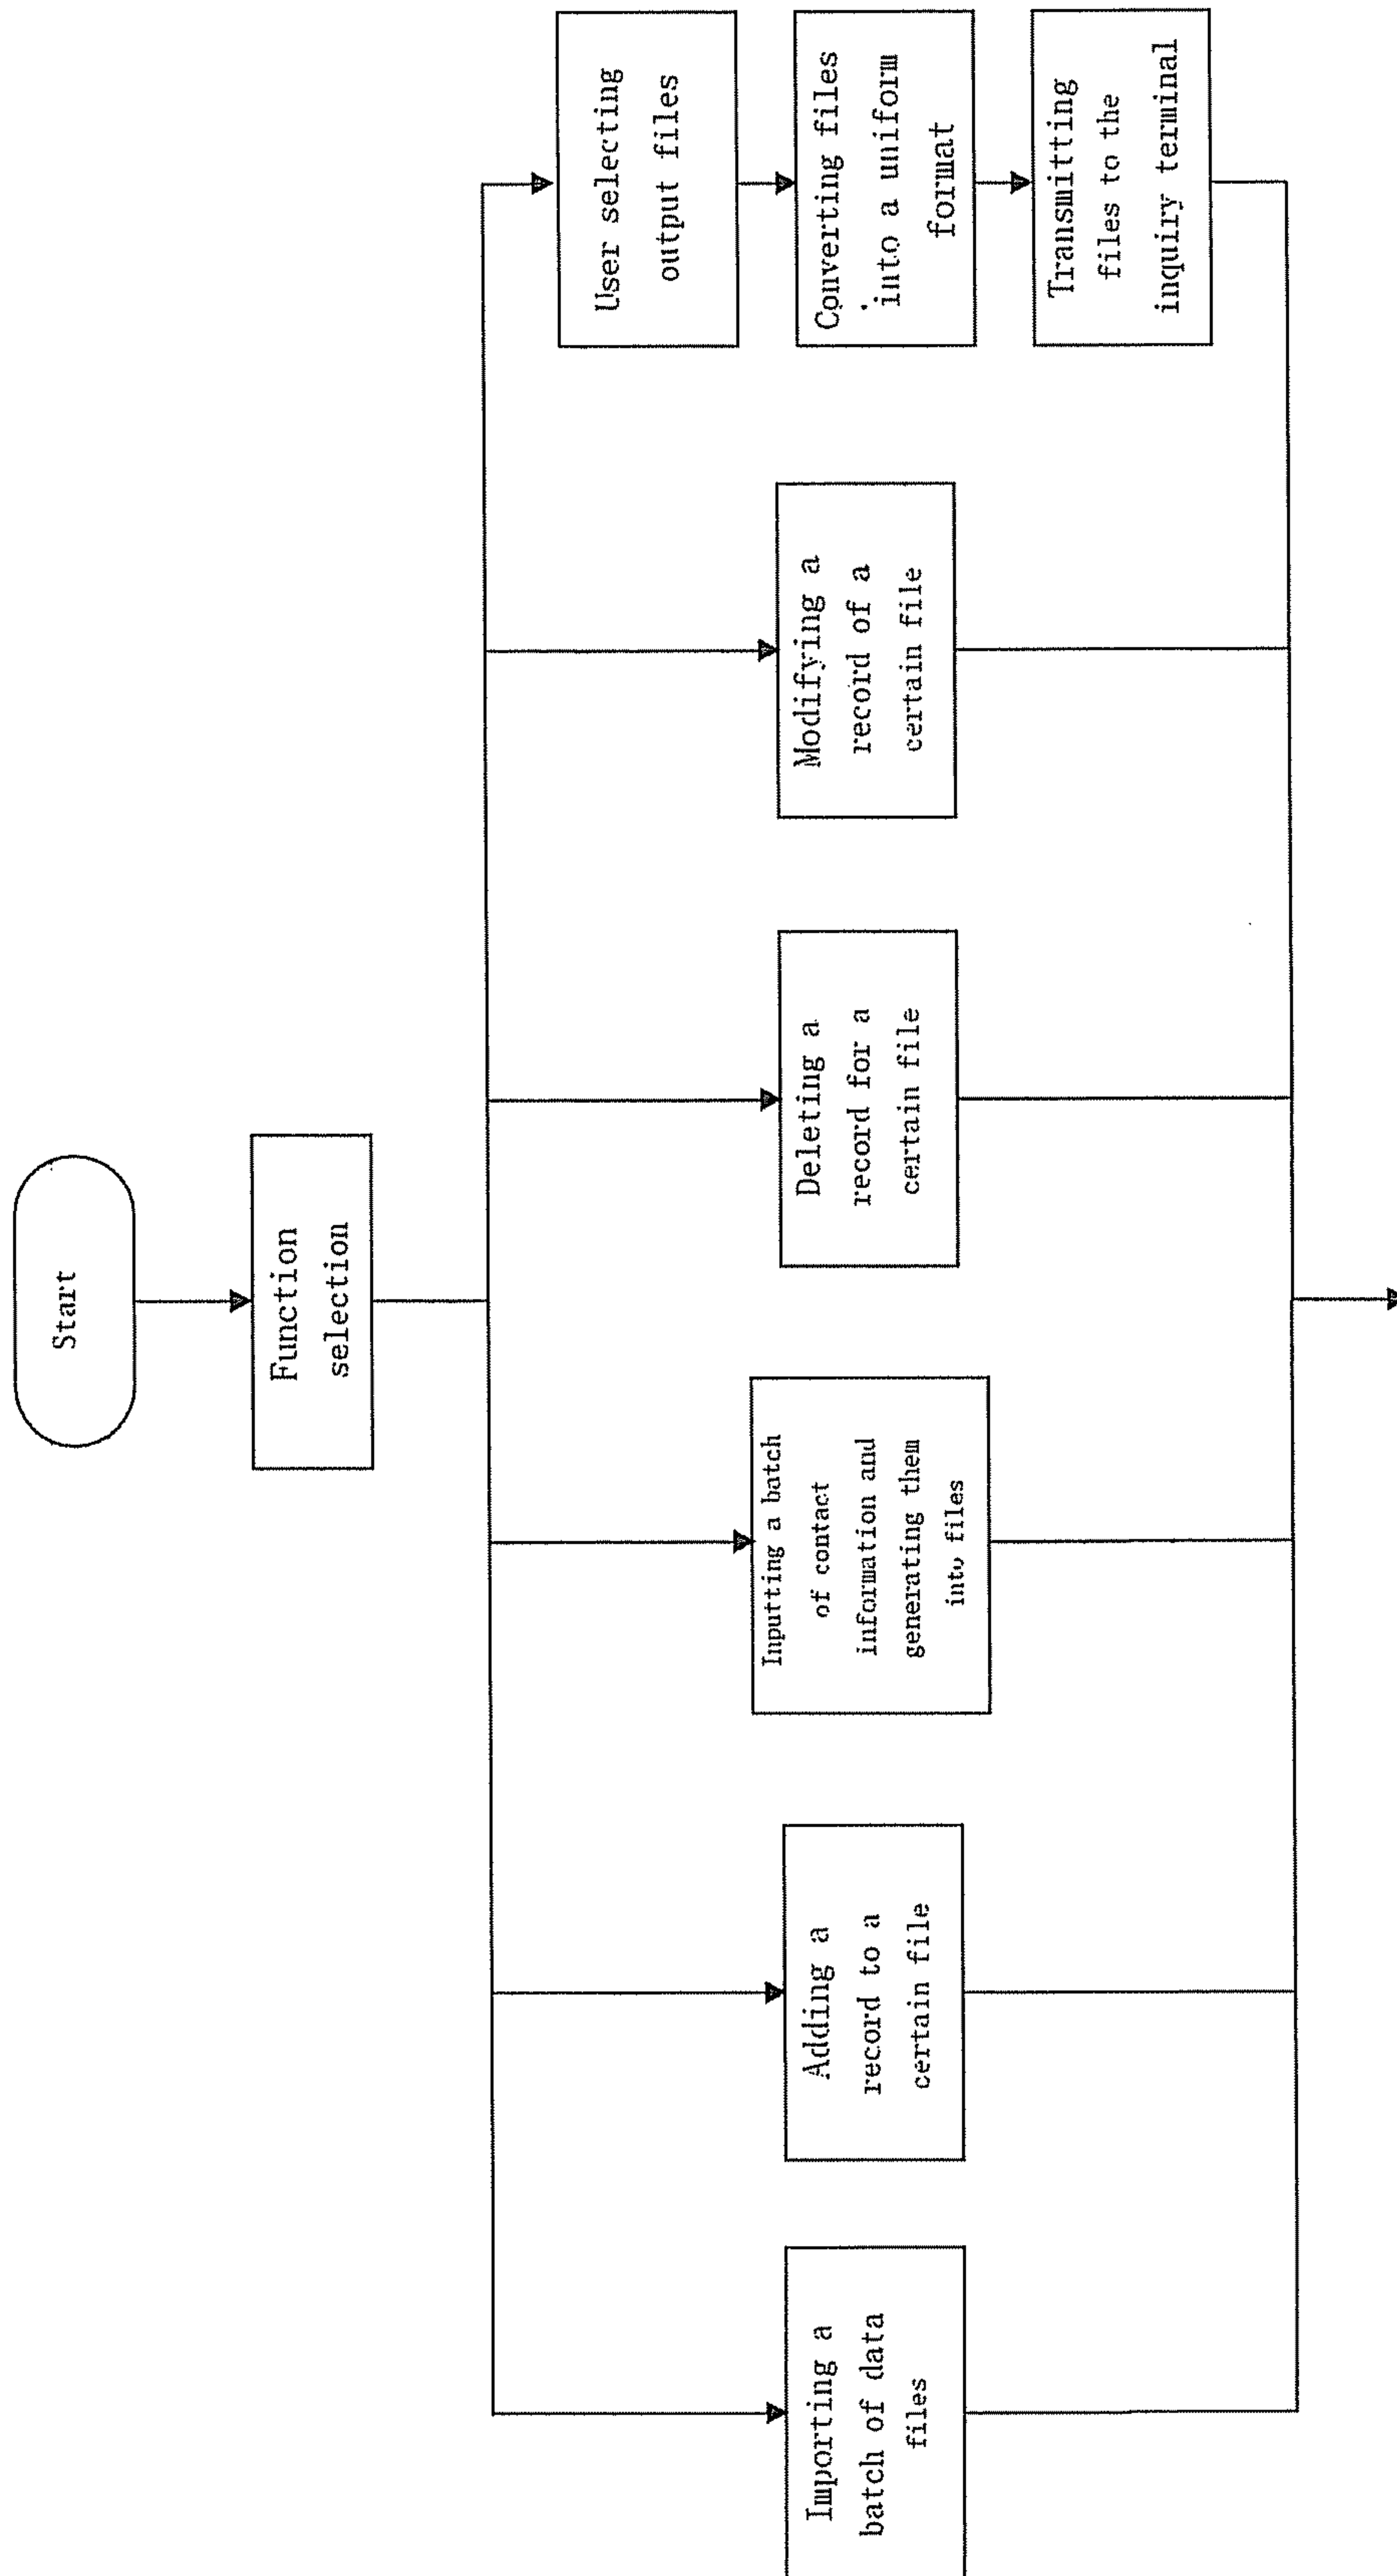 Start
Function
selection
Importing a
batch of data
files
Adding a
record to a
certain file
Inputting a batch
of contact
information and
generating them
into files
Deleting a
record for a
certain file
Modifying a
record of a
certain file
User selecting
output files
Converting files
into a uniform
format
Transmitting
files to the
inquiry terminal